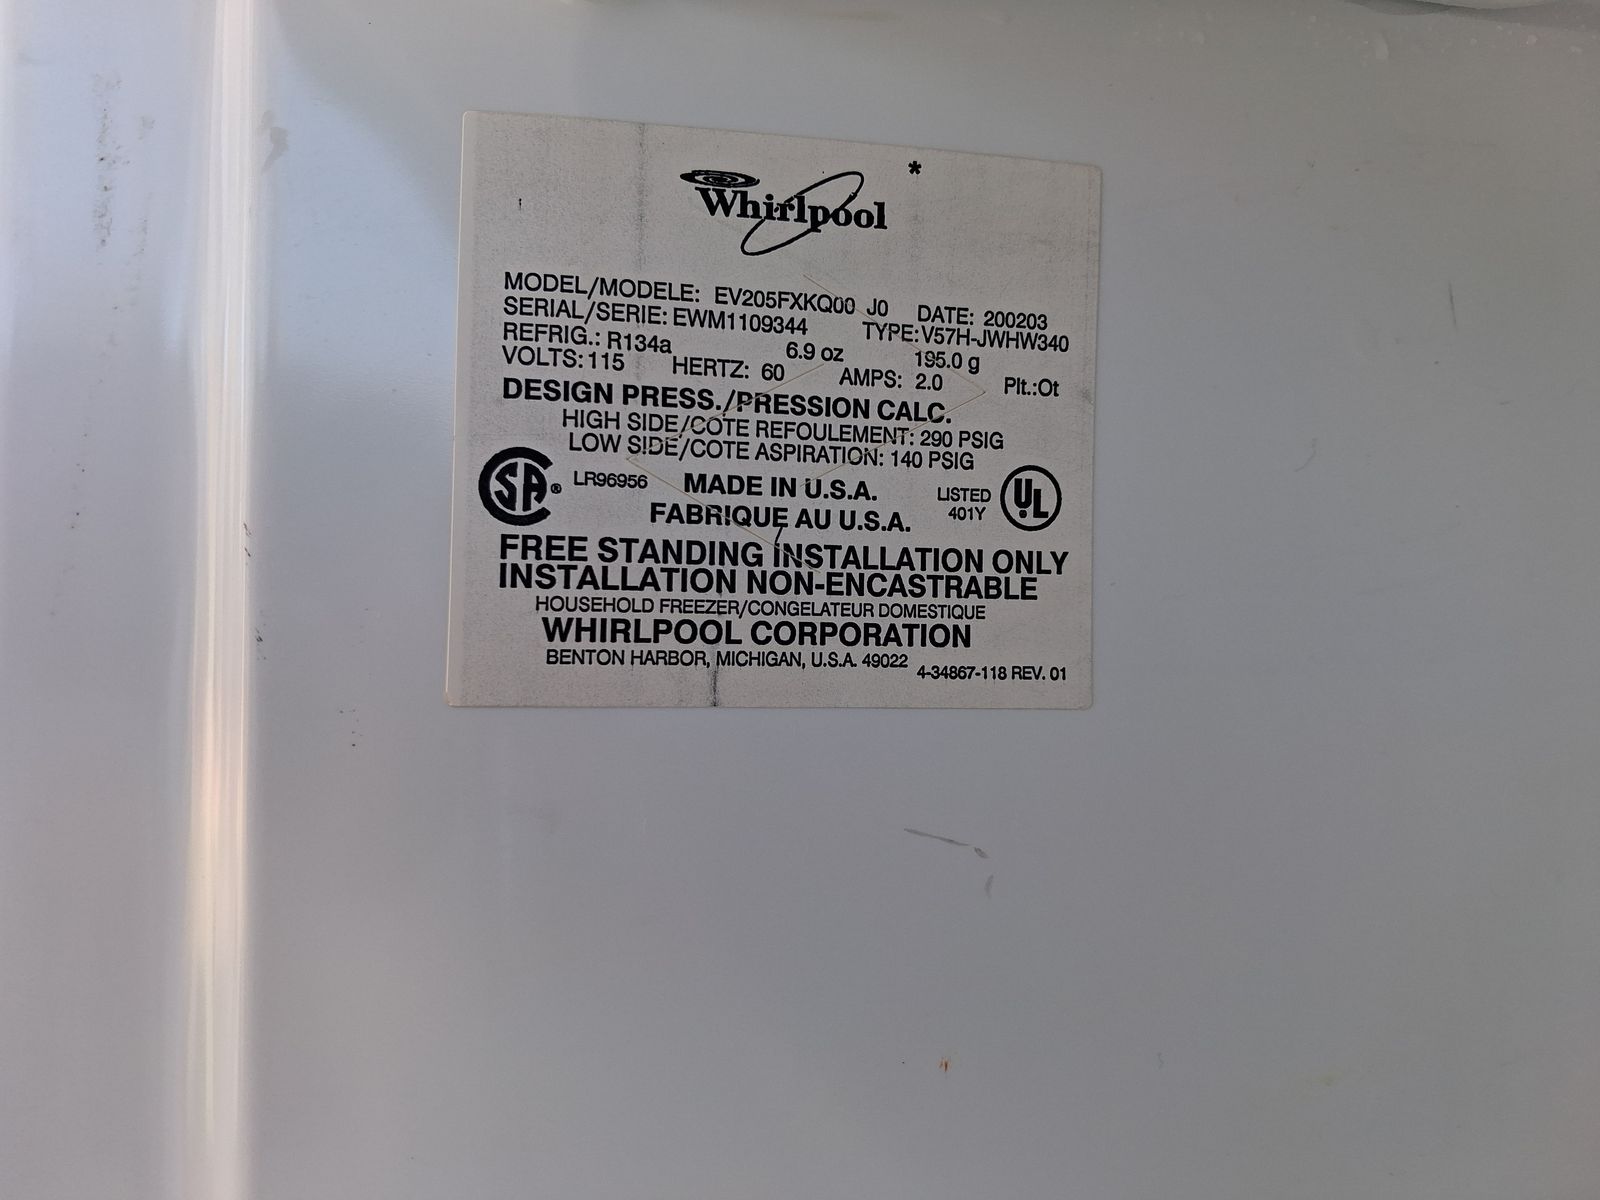 *
Whirlpool
MODEL/MODELE: EV205FXKQ00 J0 DATE: 200203
SERIAL/SERIE: EWM1109344 TYPE: V57H-JWHW340
REFRIG.: R134a 6.9 oz 195.0 g
VOLTS: 115 HERTZ: 60 AMPS: 2.0 Plt.:Ot
DESIGN PRESS./PRESSION CALC.
HIGH SIDE/COTE REFOULEMENT: 290 PSIG
LOW SIDE/COTE ASPIRATION: 140 PSIG
SA ® LR96956 MADE IN U.S.A. LISTED 401Y UL
FABRIQUE AU U.S.A.
FREE STANDING INSTALLATION ONLY
INSTALLATION NON-ENCASTRABLE
HOUSEHOLD FREEZER/CONGELATEUR DOMESTIQUE
WHIRLPOOL CORPORATION
BENTON HARBOR, MICHIGAN, U.S.A. 49022
4-34867-118 REV. 01